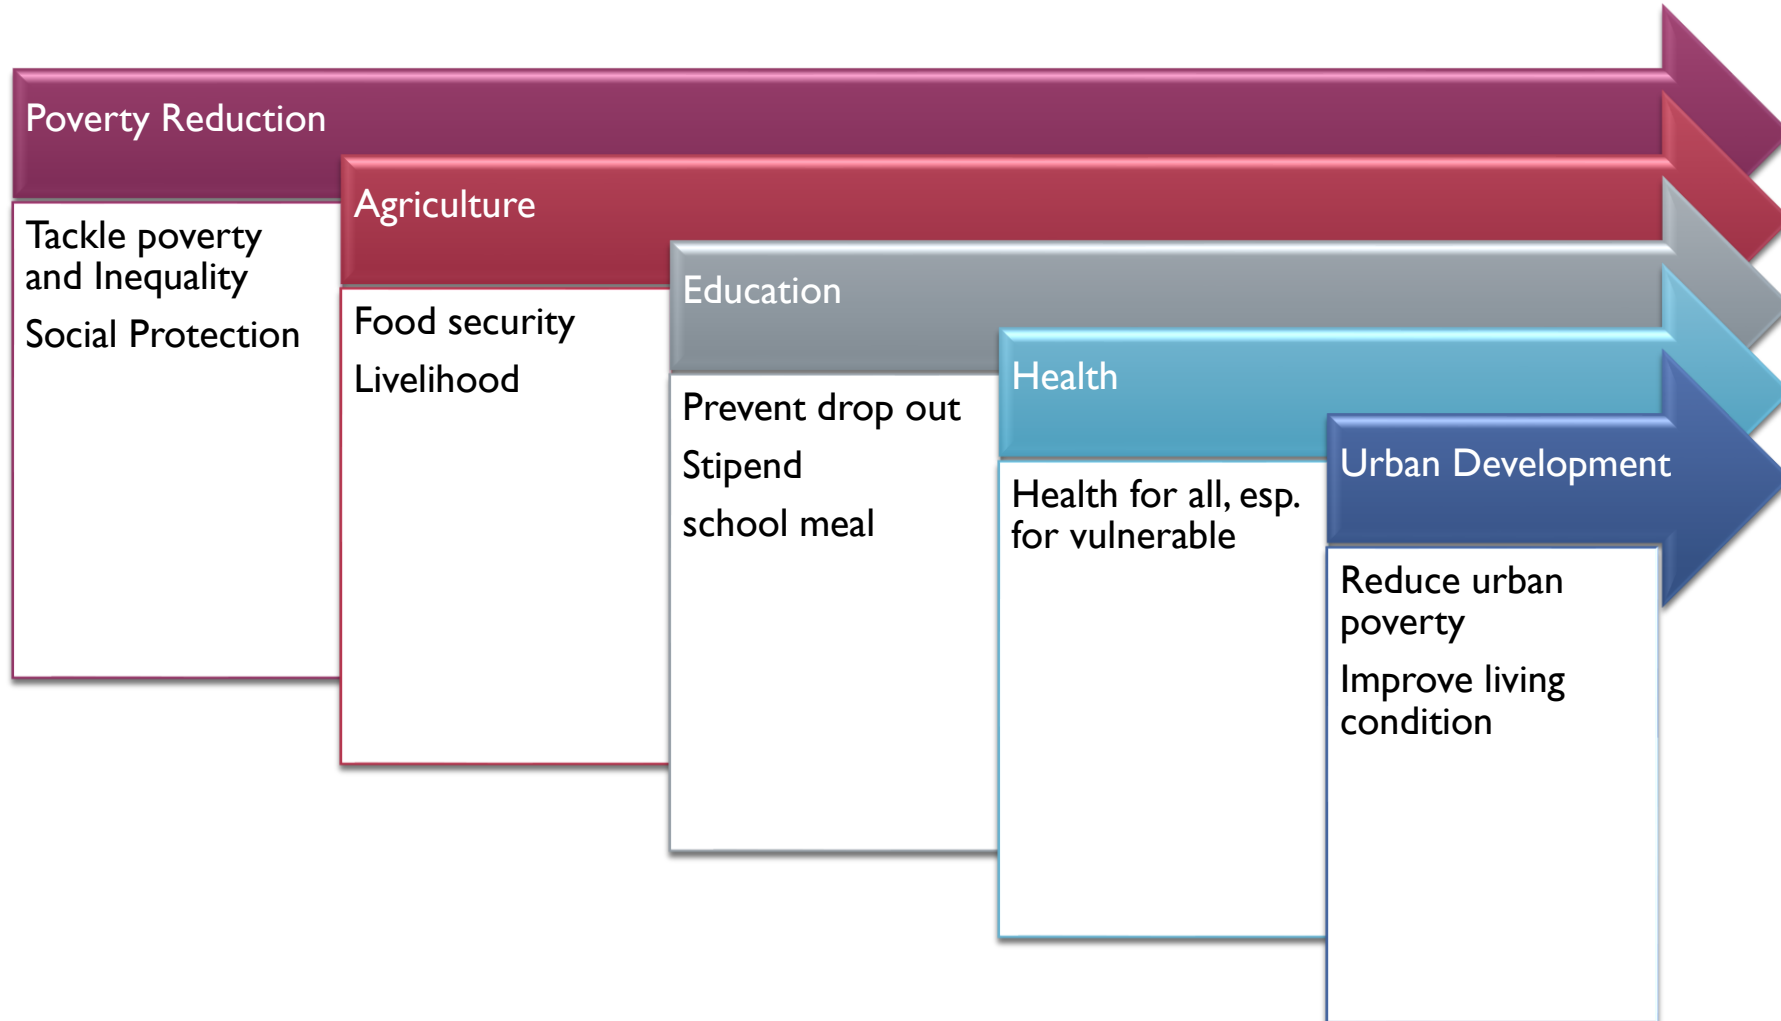 Poverty Reduction
Tackle poverty
and Inequality
Social Protection
Agriculture
Food security
Livelihood
Education
Prevent drop out
Stipend
school meal
Health
Health for all, esp.
for vulnerable
Urban Development
Reduce urban
poverty
Improve living
condition